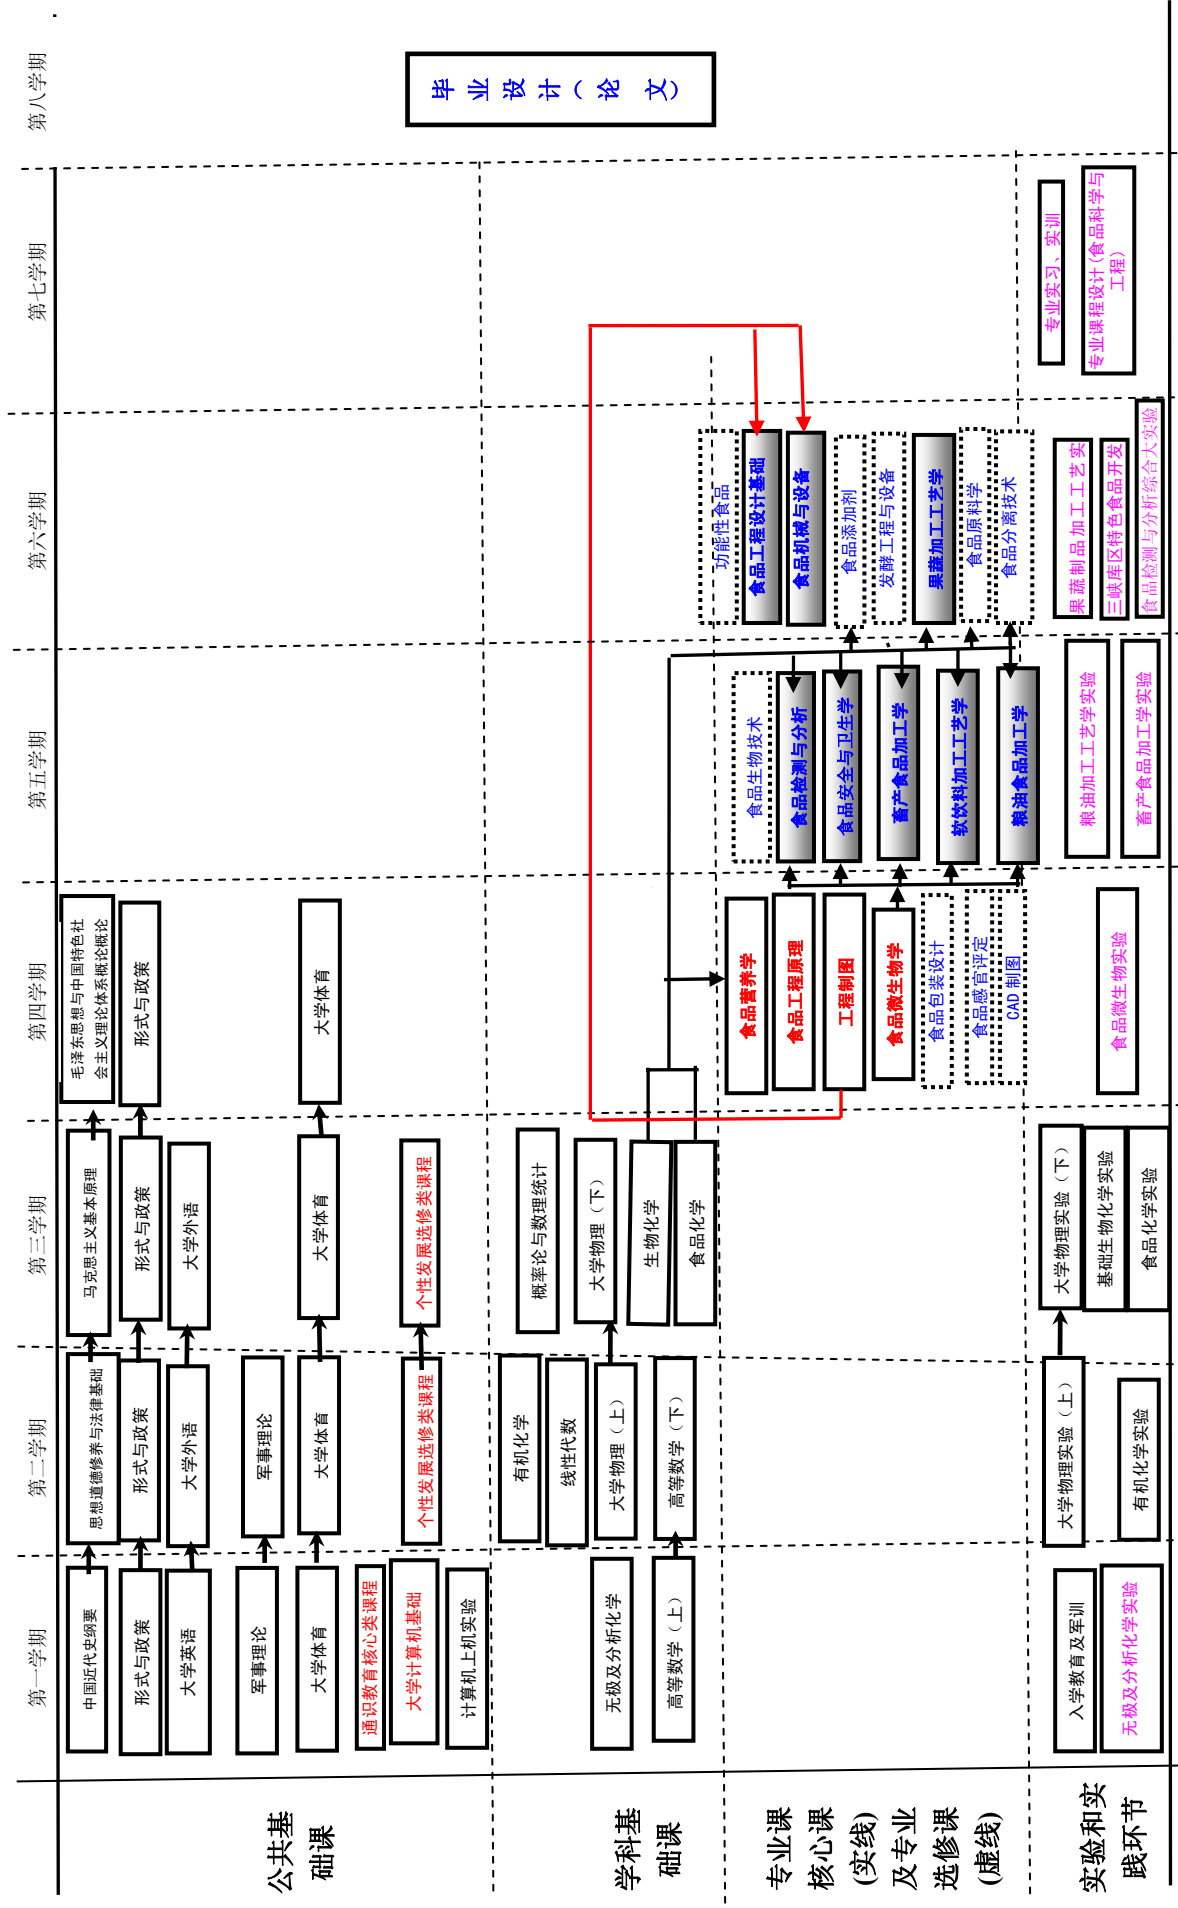 第一学期
第二学期
第三学期
第四学期
第五学期
第六学期
第七学期
第八学期
公共基
础课
中国近代史纲要
思想道德修养与法律基础
马克思主义基本原理
毛泽东思想与中国特色社
会主义理论体系概论概论
形式与政策
形式与政策
形式与政策
形式与政策
大学英语
大学外语
大学外语
军事理论
军事理论
大学体育
大学体育
大学体育
大学体育
通识教育核心类课程
大学计算机基础
个性发展选修类课程
个性发展选修类课程
计算机上机实验
毕业设计(论 文)
学科基
础课
有机化学
概率论与数理统计
线性代数
无极及分析化学
大学物理（上）
大学物理（下）
高等数学（上）
高等数学（下）
生物化学
食品化学
专业课
核心课
(实线)
及专业
选修课
(虚线)
食品营养学
食品工程原理
工程制图
食品微生物学
食品包装设计
食品感官评定
CAD 制图
食品生物技术
食品检测与分析
食品安全与卫生学
畜产食品加工学
软饮料加工工艺学
粮油食品加工学
功能性食品
食品工程设计基础
食品机械与设备
食品添加剂
发酵工程与设备
果蔬加工工艺学
食品原料学
食品分离技术
实验和实
践环节
入学教育及军训
无极及分析化学实验
大学物理实验（上）
有机化学实验
大学物理实验（下）
基础生物化学实验
食品化学实验
食品微生物实验
粮油加工工艺学实验
畜产食品加工学实验
果蔬制品加工工艺实
三峡库区特色食品开发
食品检测与分析综合大实验
专业实习、实训
专业课程设计(食品科学与
工程)